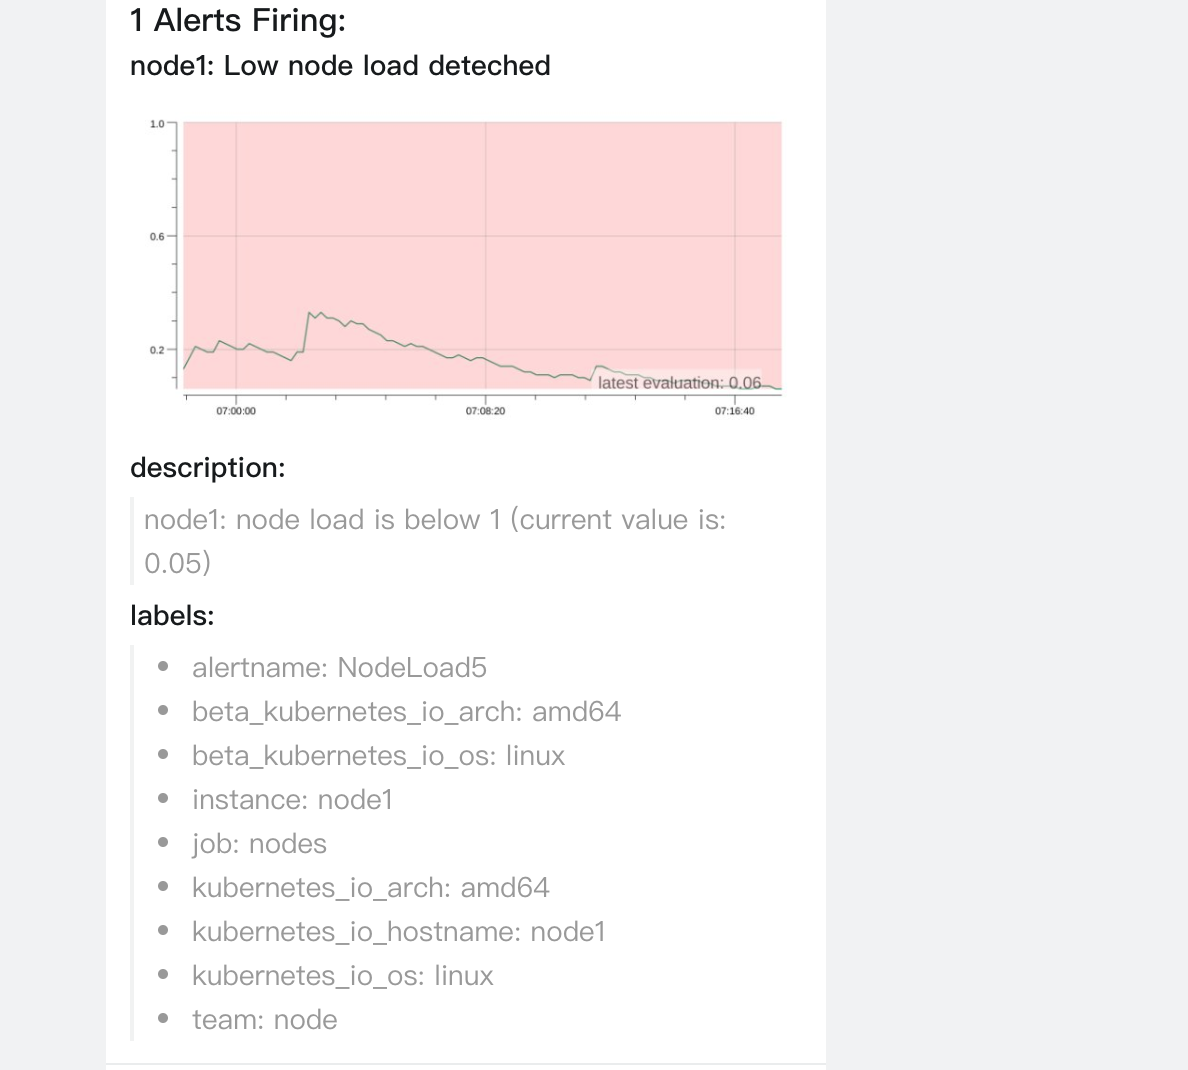 1 Alerts Firing:
node1: Low node load deteched
1.0
0.6
0.2
latest evaluation: 0.06
07:00:00
07:08:20
07:16:40
description:
node1: node load is below 1 (current value is:
0.05)
labels:
alertname: NodeLoad5
beta_kubernetes_io_arch: amd64
beta_kubernetes_io_os: linux
instance: node1
job: nodes
kubernetes_io_arch: amd64
kubernetes_io_hostname: node1
kubernetes_io_os: linux
team: node